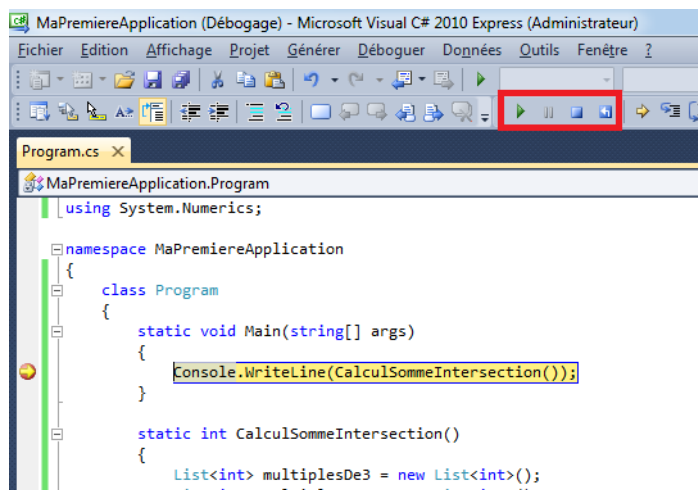 MaPremiereApplication (Débogage) - Microsoft Visual C# 2010 Express (Administrateur)
Fichier Edition Affichage Projet Générer Déboguer Données Outils Fenêtre ?
Program.cs
MaPremiereApplication.Program
using System.Numerics;
namespace MaPremiereApplication
{
class Program
{
static void Main(string[] args)
{
Console.WriteLine(CalculSommeIntersection());
}
static int CalculSommeIntersection()
{
List<int> multiplesDe3 = new List<int>();